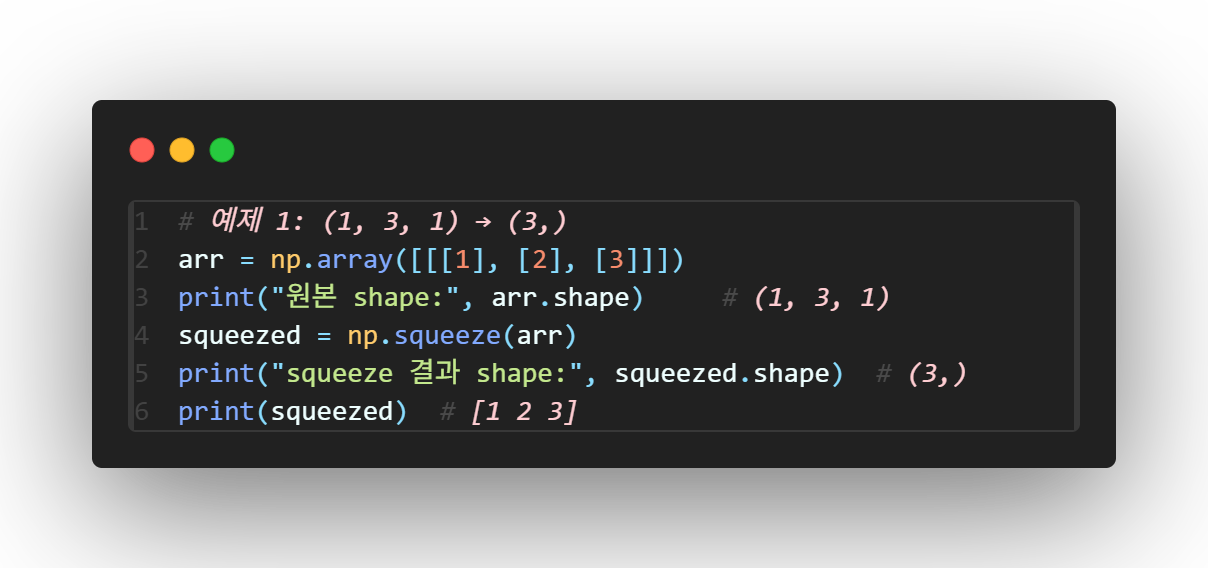 1 # 예제 1: (1, 3, 1) → (3,)
2 arr = np.array([[[1], [2], [3]]])
3 print("원본 shape:", arr.shape)     # (1, 3, 1)
4 squeezed = np.squeeze(arr)
5 print("squeeze 결과 shape:", squeezed.shape)  # (3,)
6 print(squeezed)  # [1 2 3]